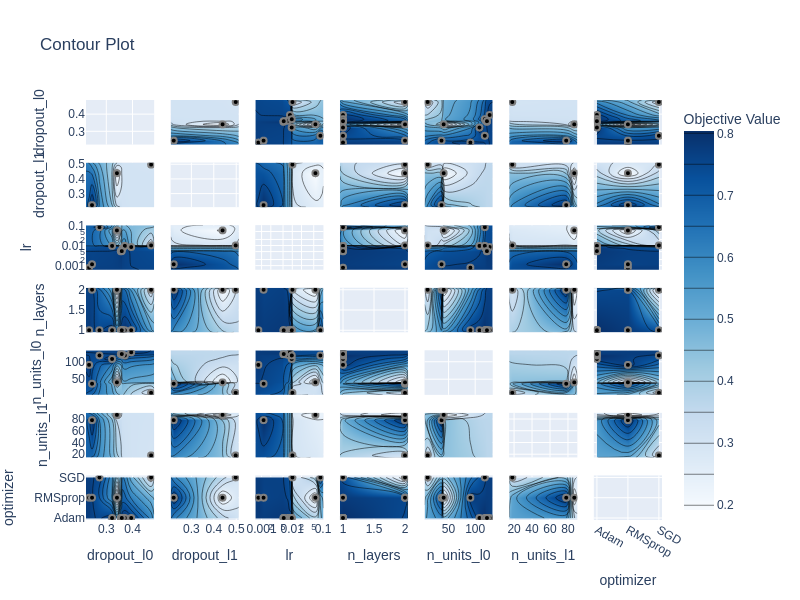 Contour Plot
Objective Value
dropout_l0
0.4
0.3
dropout_l1
0.5
0.4
0.3
lr
0.1
0.01
0.001
n_layers
2
1.5
1
n_units_l0
100
50
n_units_l1
80
60
40
20
optimizer
SGD
RMSprop
Adam
0.3 0.4
0.3 0.4 0.5
0.001 0.01 0.1
1 1.5 2
50 100
20 40 60 80
Adam RMSprop SGD
dropout_l0 dropout_l1 lr n_layers n_units_l0 n_units_l1 optimizer
0.8
0.7
0.6
0.5
0.4
0.3
0.2